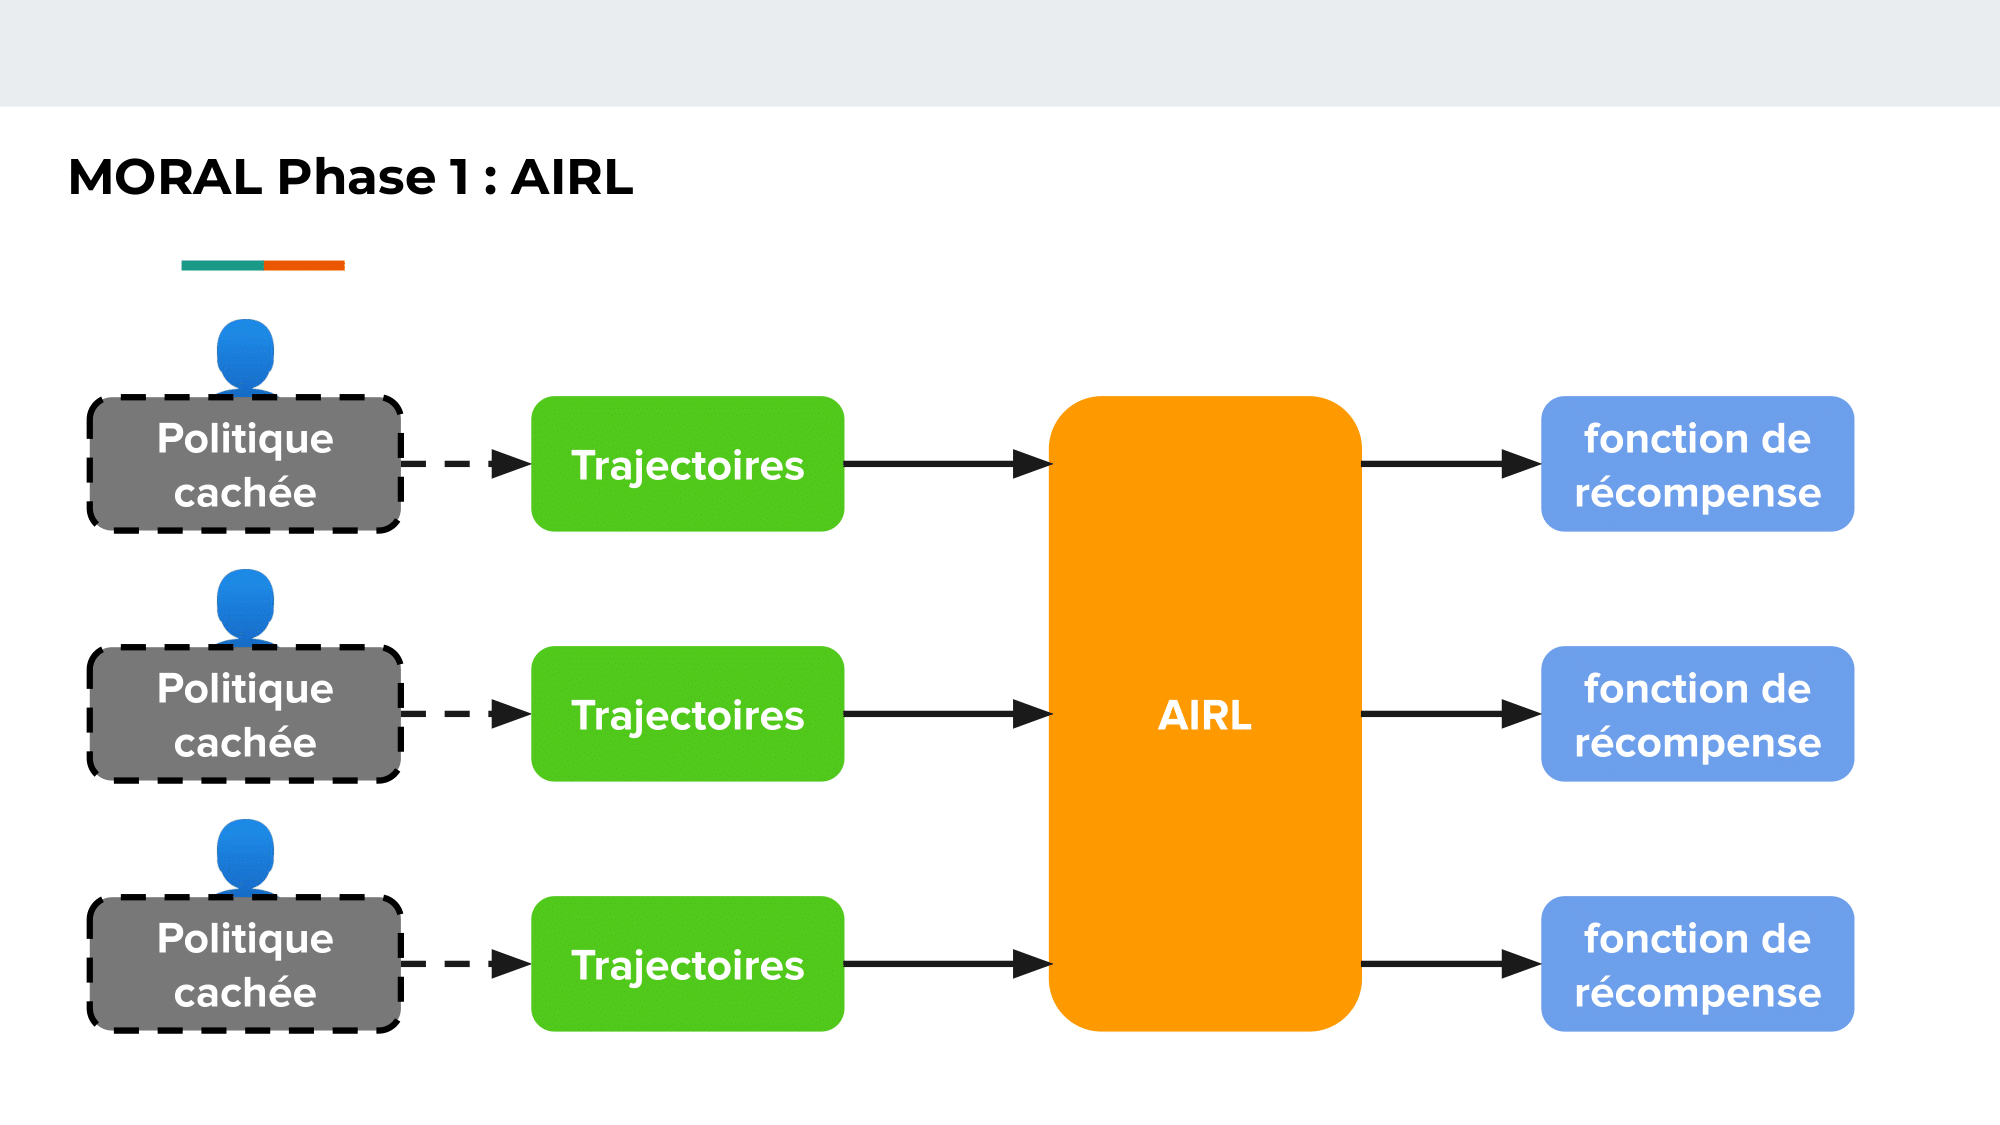 MORAL Phase 1 : AIRL
Politique
cachée
Trajectoires
fonction de
récompense
Politique
cachée
Trajectoires
AIRL
fonction de
récompense
Politique
cachée
Trajectoires
fonction de
récompense